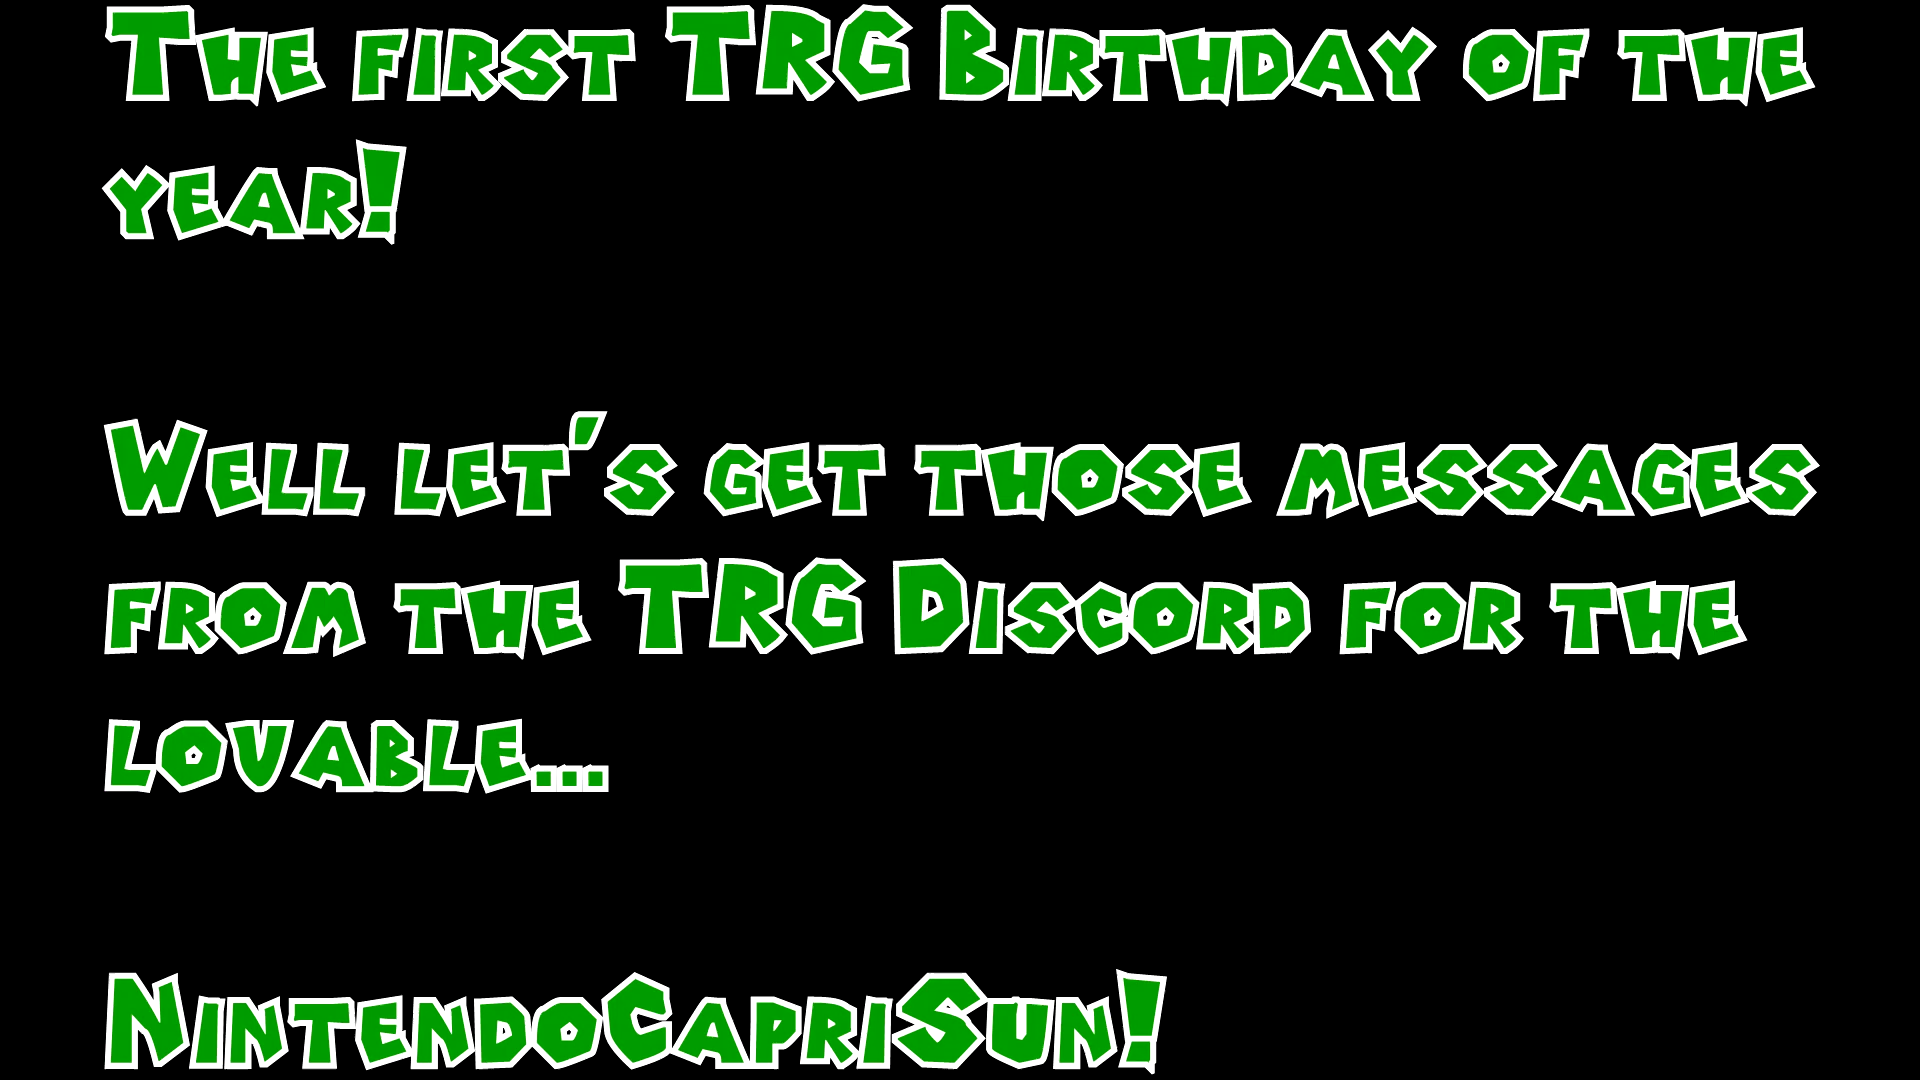 The first TRG Birthday of the
year!
Well let's get those messages
from the TRG Discord for the
lovable...
NintendoCapriSun!